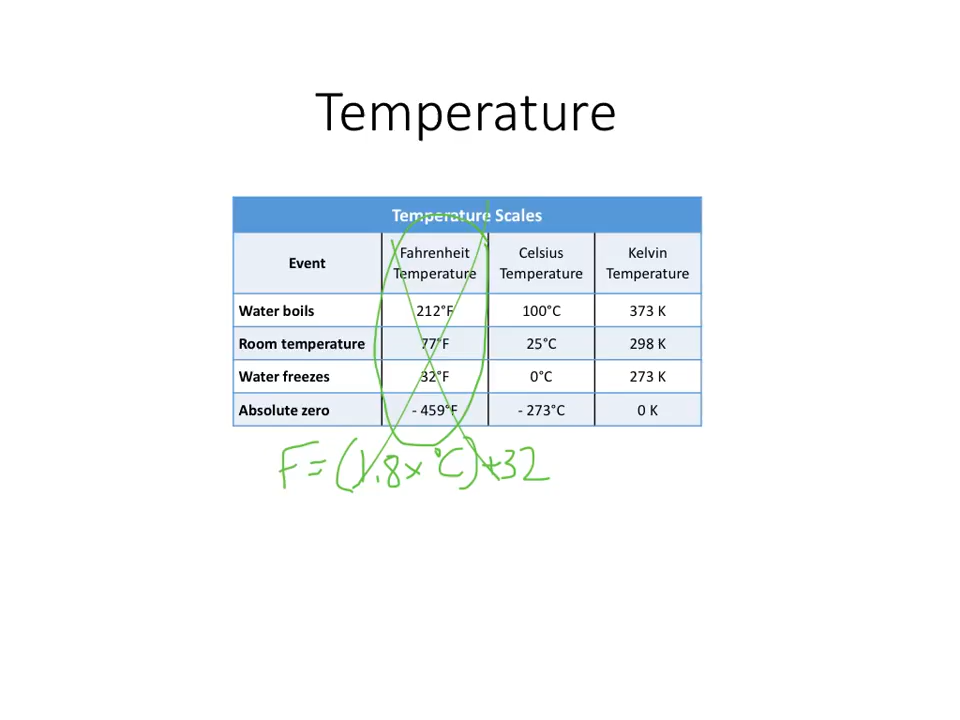 Temperature
Temperature Scales
Event Fahrenheit Temperature Celsius Temperature Kelvin Temperature
Water boils 212°F 100°C 373 K
Room temperature 77°F 25°C 298 K
Water freezes 32°F 0°C 273 K
Absolute zero - 459°F - 273°C 0 K
F = (1.8 x °C) + 32